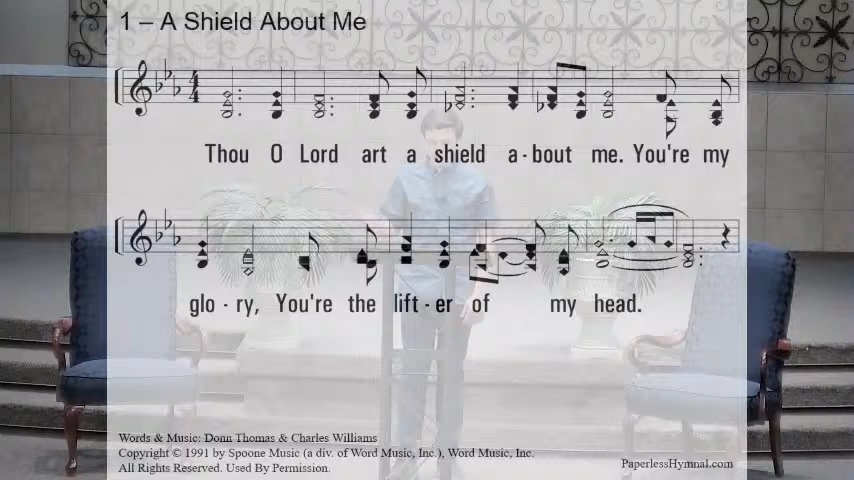 1 – A Shield About Me
Thou O Lord art a shield a - bout me. You're my
glo - ry, You're the lift - er of my head.
Words & Music: Donn Thomas & Charles Williams
Copyright © 1991 by Spoone Music (a div. of Word Music, Inc.), Word Music, Inc.
All Rights Reserved. Used By Permission.
PaperlessHymnal.com